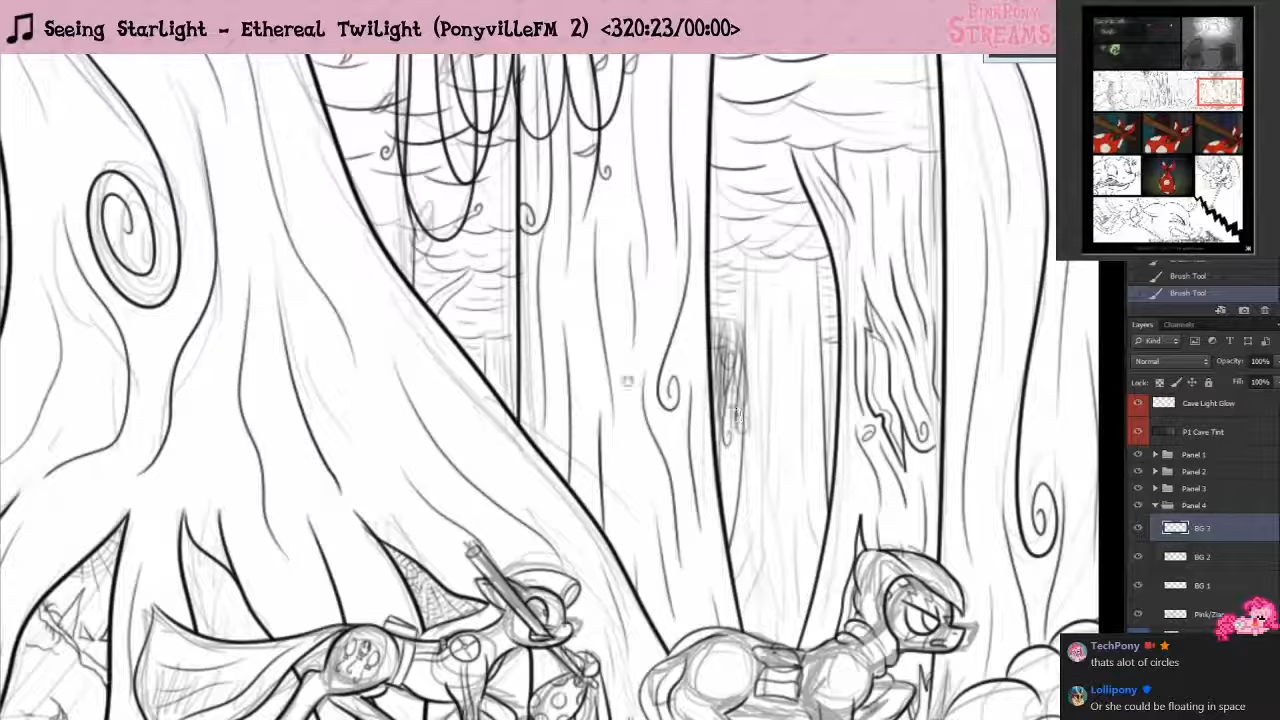 Seeing Starlight - Ethereal Twilight (PonyvilleFM 2) <320:23/00:00>
PINKPONY
STREAMS
Brush Tool
Brush Tool
Layers Channels
Kind
Normal Opacity: 100%
Lock: Fill: 100%
Cave Light Glow
P1 Cave Tint
Panel 1
Panel 2
Panel 3
Panel 4
BG 3
BG 2
BG 1
TechPony
thats alot of circles
Lollipony
Or she could be floating in space